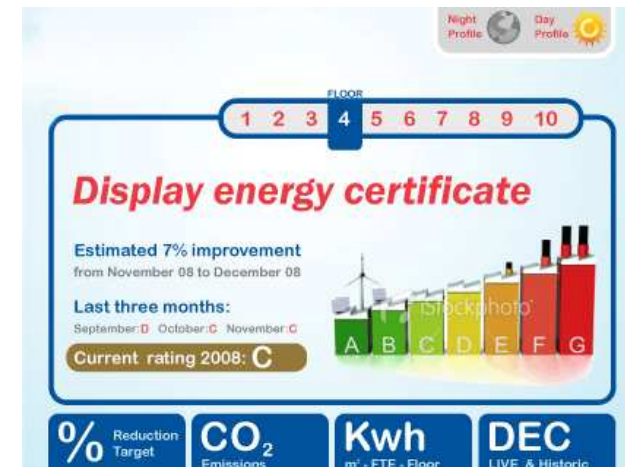 Night
Profile
Day
Profile
FLOOR
1 2 3 4 5 6 7 8 9 10
Display energy certificate
Estimated 7% improvement
from November 08 to December 08
Last three months:
September:D October:C November:C
Current rating 2008: C
iStockphoto
A B C D E F G
% Reduction
Target
CO2
Emissions
Kwh
m² - FTE - Floor
DEC
LIVE & Historic